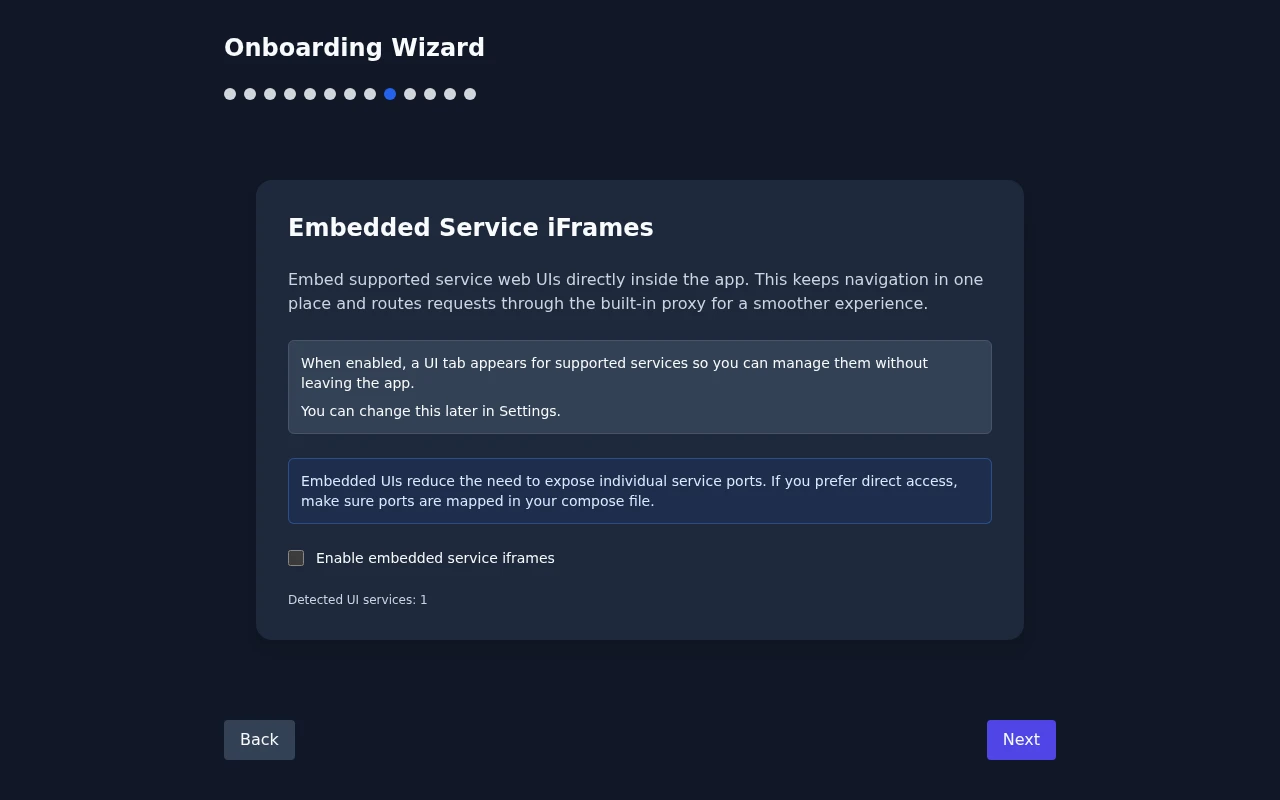 Onboarding Wizard
Embedded Service iFrames
Embed supported service web UIs directly inside the app. This keeps navigation in one
place and routes requests through the built-in proxy for a smoother experience.
When enabled, a UI tab appears for supported services so you can manage them without
leaving the app.
You can change this later in Settings.
Embedded UIs reduce the need to expose individual service ports. If you prefer direct access,
make sure ports are mapped in your compose file.
Enable embedded service iframes
Detected UI services: 1
Back
Next